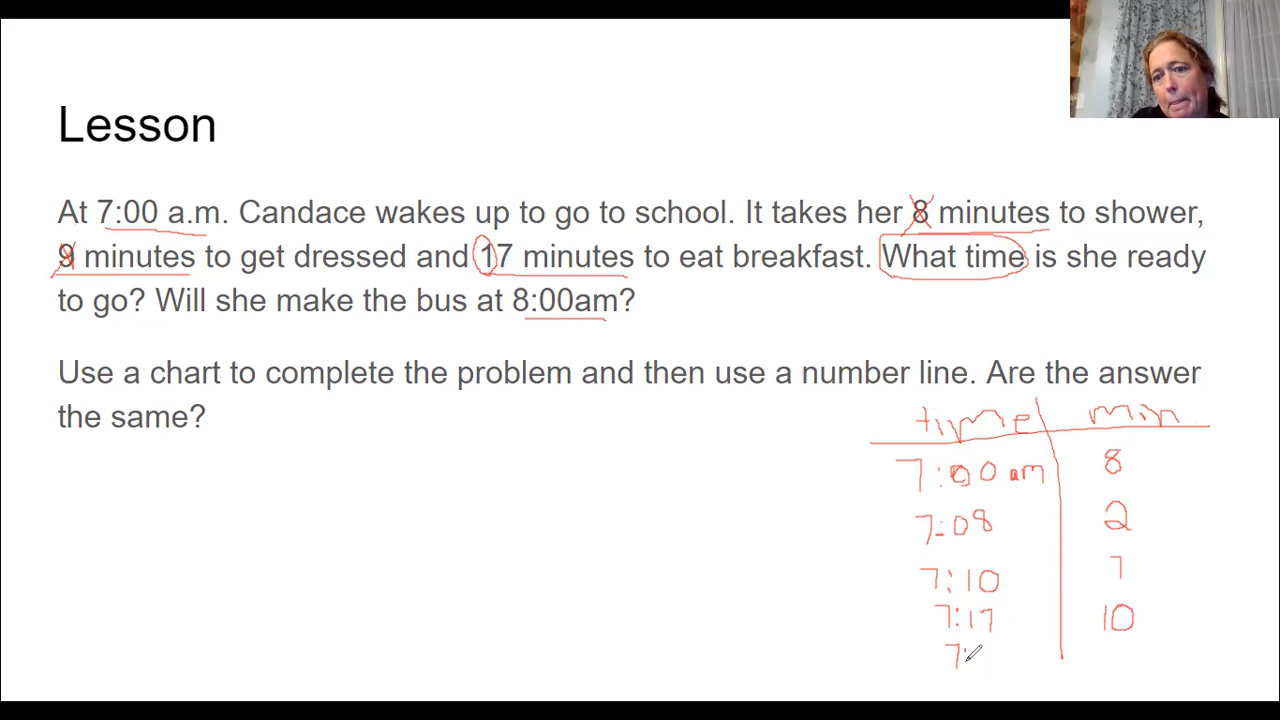 Lesson
At 7:00 a.m. Candace wakes up to go to school. It takes her 8 minutes to shower,
9 minutes to get dressed and 17 minutes to eat breakfast. What time is she ready
to go? Will she make the bus at 8:00am?
Use a chart to complete the problem and then use a number line. Are the answer
the same?
time min
7:00 am 8
7:08 2
7:10 7
7:17 10
7: